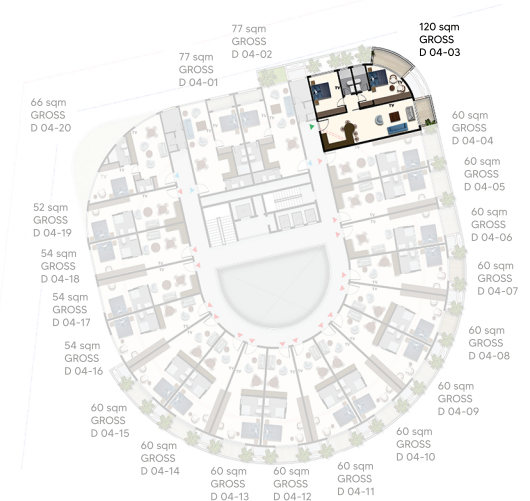 77 sqm
GROSS
D 04-02
120 sqm
GROSS
D 04-03
77 sqm
GROSS
D 04-01
66 sqm
GROSS
D 04-20
60 sqm
GROSS
D 04-04
60 sqm
GROSS
D 04-05
52 sqm
GROSS
D 04-19
60 sqm
GROSS
D 04-06
54 sqm
GROSS
D 04-18
60 sqm
GROSS
D 04-07
54 sqm
GROSS
D 04-17
60 sqm
GROSS
D 04-08
54 sqm
GROSS
D 04-16
60 sqm
GROSS
D 04-09
60 sqm
GROSS
D 04-15
60 sqm
GROSS
D 04-10
60 sqm
GROSS
D 04-14
60 sqm
GROSS
D 04-13
60 sqm
GROSS
D 04-12
60 sqm
GROSS
D 04-11